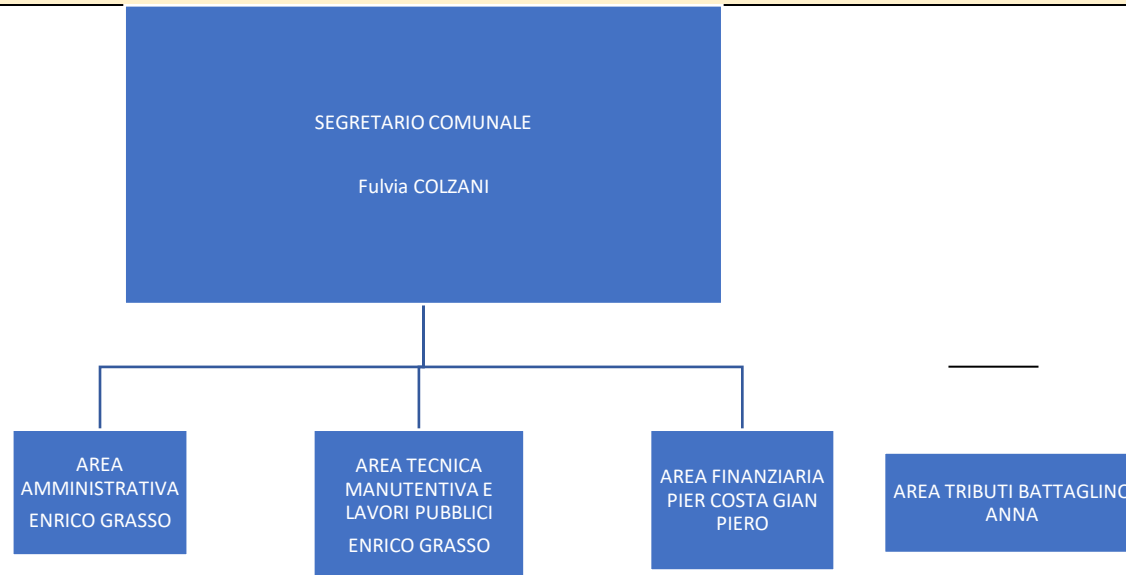 SEGRETARIO COMUNALE
Fulvia COLZANI
AREA
AMMINISTRATIVA
ENRICO GRASSO
AREA TECNICA
MANUTENTIVA E
LAVORI PUBBLICI
ENRICO GRASSO
AREA FINANZIARIA
PIER COSTA GIAN
PIERO
AREA TRIBUTI BATTAGLINO
ANNA